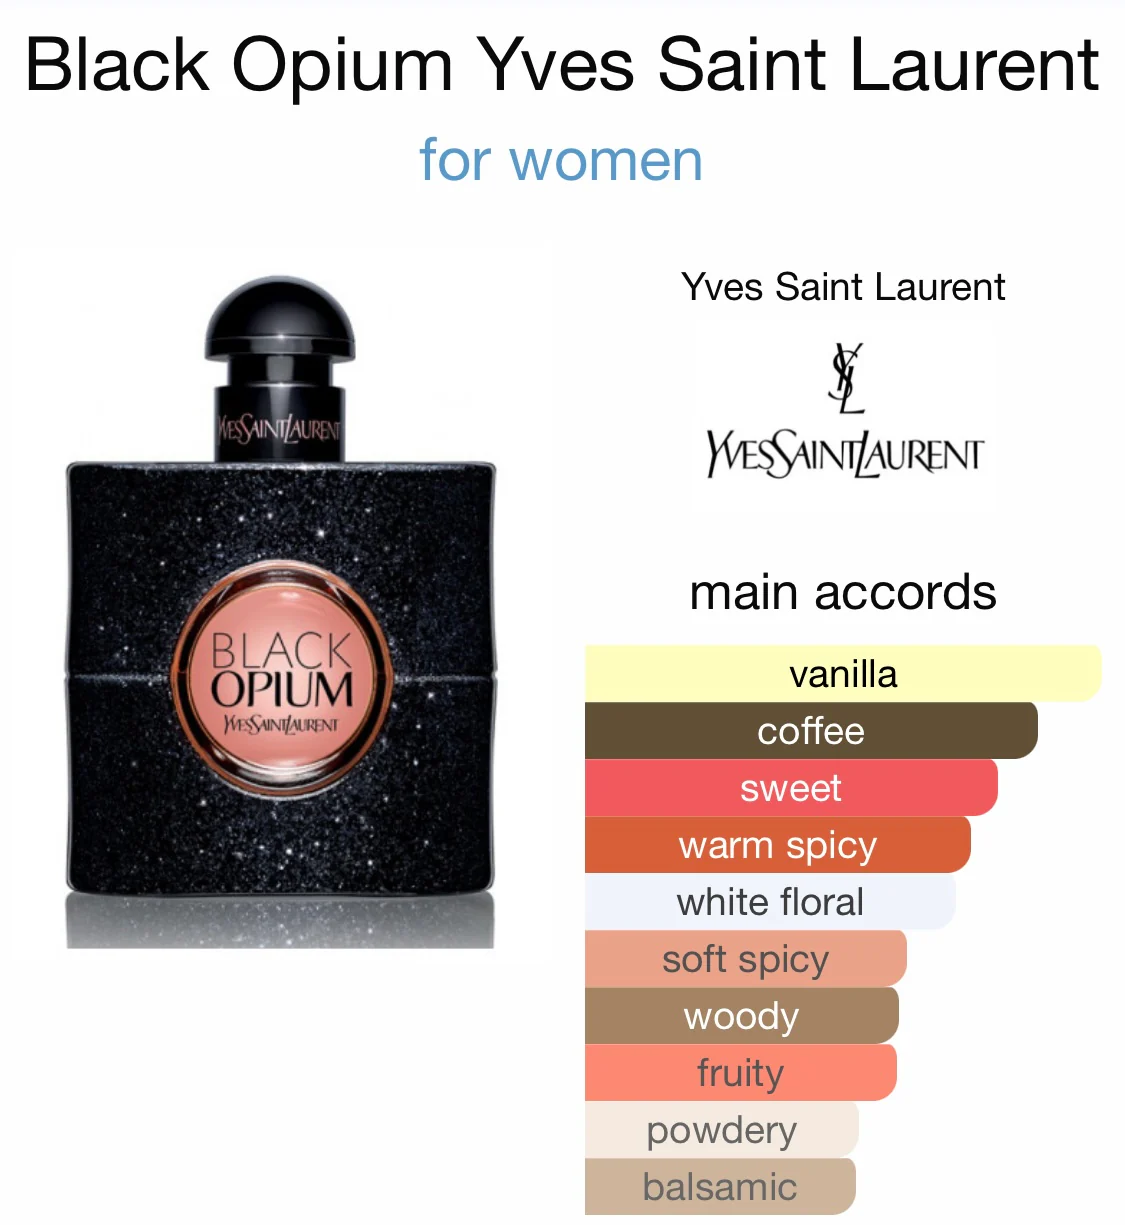 Black Opium Yves Saint Laurent
for women
YVESSAINTLAURENT
BLACK
OPIUM
YVESSAINTLAURENT
Yves Saint Laurent
YSL
YVESSAINTLAURENT
main accords
vanilla
coffee
sweet
warm spicy
white floral
soft spicy
woody
fruity
powdery
balsamic